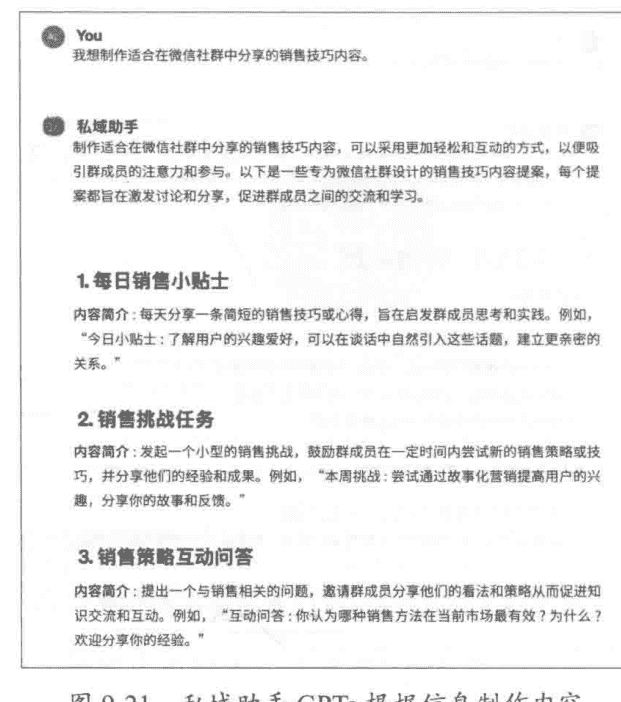 You
我想制作适合在微信社群中分享的销售技巧内容。
私域助手
制作适合在微信社群中分享的销售技巧内容，可以采用更加轻松和互动的方式，以便吸
引群成员的注意力和参与。以下是一些专为微信社群设计的销售技巧内容提案，每个提
案都旨在激发讨论和分享，促进群成员之间的交流和学习。
1. 每日销售小贴士
内容简介：每天分享一条简短的销售技巧或心得，旨在启发群成员思考和实践。例如，
“今日小贴士：了解用户的兴趣爱好，可以在谈话中自然引入这些话题，建立更亲密的
关系。”
2. 销售挑战任务
内容简介：发起一个小型的销售挑战，鼓励群成员在一定时间内尝试新的销售策略或技
巧，并分享他们的经验和成果。例如，“本周挑战：尝试通过故事化营销提高用户的兴
趣，分享你的故事和反馈。”
3. 销售策略互动问答
内容简介：提出一个与销售相关的问题，邀请群成员分享他们的看法和策略从而促进知
识交流和互动。例如，“互动问答：你认为哪种销售方法在当前市场最有效？为什么？
欢迎分享你的经验。”
图 9-21 私域助手 GPTs 根据信息制作内容